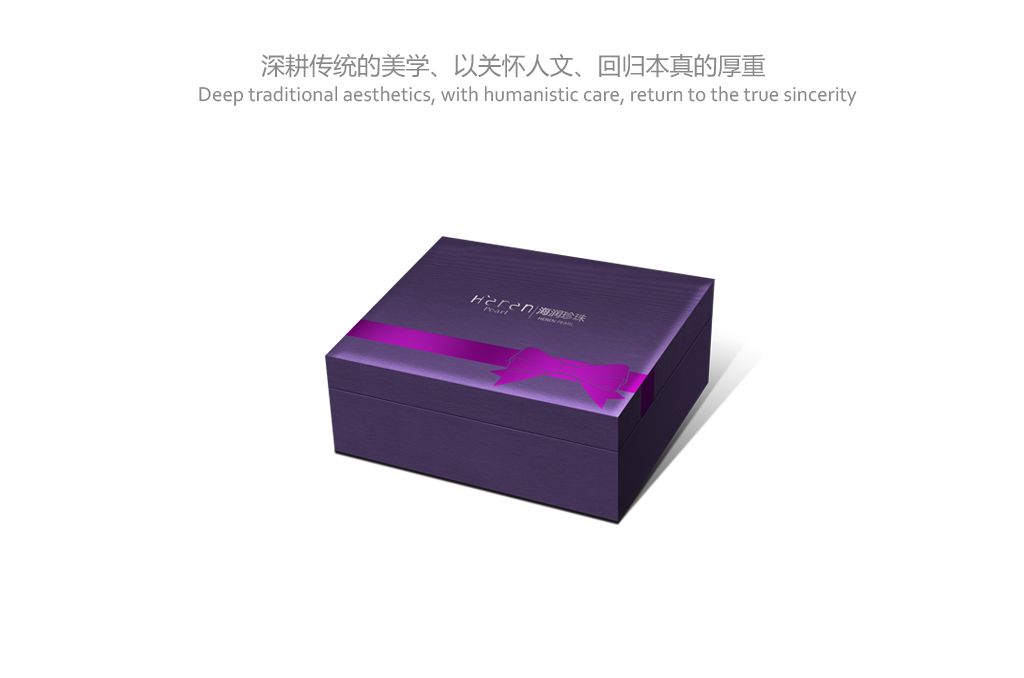 深耕传统的美学、以关怀人文、回归本真的厚重
Deep traditional aesthetics, with humanistic care, return to the true sincerity
Heren
Pearl
海润珍珠
HEREN PEARL